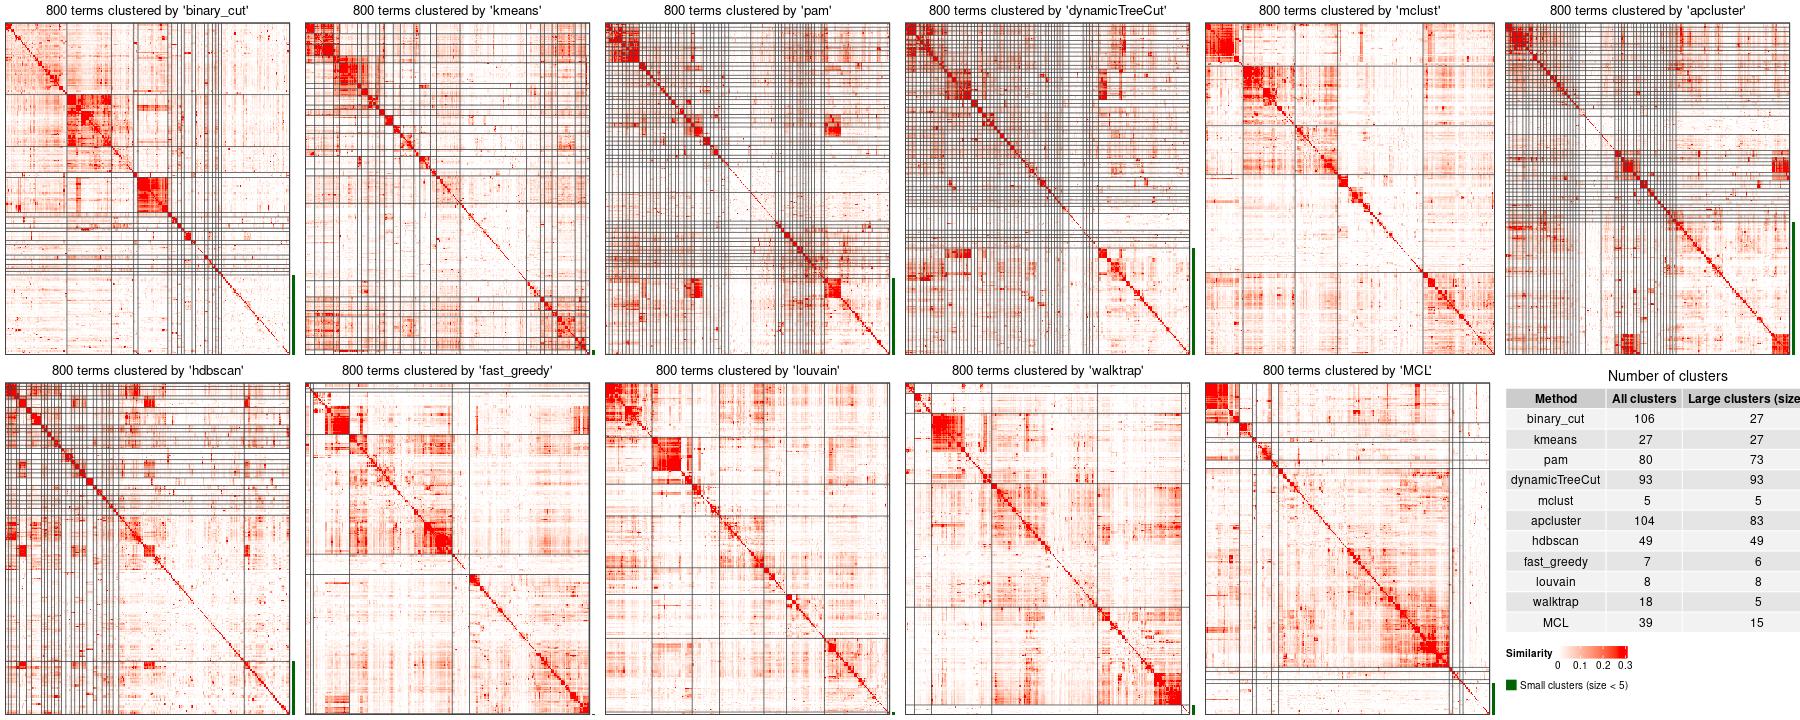 800 terms clustered by 'binary_cut'
800 terms clustered by 'kmeans'
800 terms clustered by 'pam'
800 terms clustered by 'dynamicTreeCut'
800 terms clustered by 'mclust'
800 terms clustered by 'apcluster'
800 terms clustered by 'hdbscan'
800 terms clustered by 'fast_greedy'
800 terms clustered by 'louvain'
800 terms clustered by 'walktrap'
800 terms clustered by 'MCL'
Number of clusters
Method All clusters Large clusters (size
binary_cut 106 27
kmeans 27 27
pam 80 73
dynamicTreeCut 93 93
mclust 5 5
apcluster 104 83
hdbscan 49 49
fast_greedy 7 6
louvain 8 8
walktrap 18 5
MCL 39 15
Similarity
0 0.1 0.2 0.3
Small clusters (size < 5)